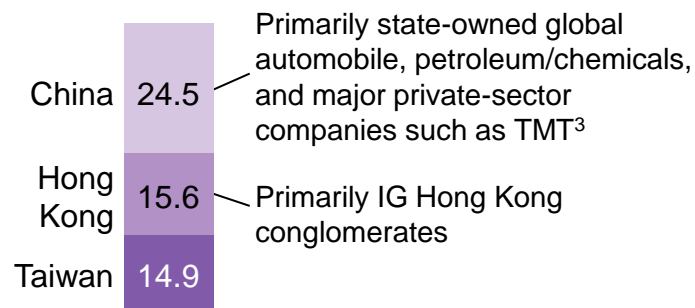 Primarily state-owned global
automobile, petroleum/chemicals,
and major private-sector
companies such as TMT³
China 24.5
Hong
Kong
15.6
Primarily IG Hong Kong
conglomerates
Taiwan 14.9